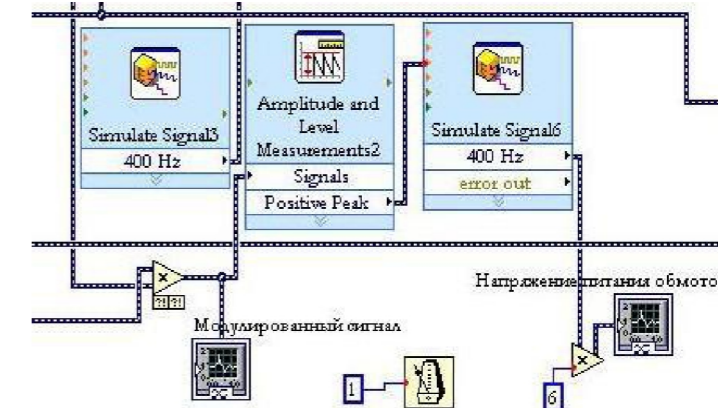 Simulate Signal3
400 Hz
Amplitude and
Level
Measurements2
Signals
Positive Peak
Simulate Signal6
400 Hz
error out
Напряжение питания обмото
?! ?!
Модулированный сигнал
1
6